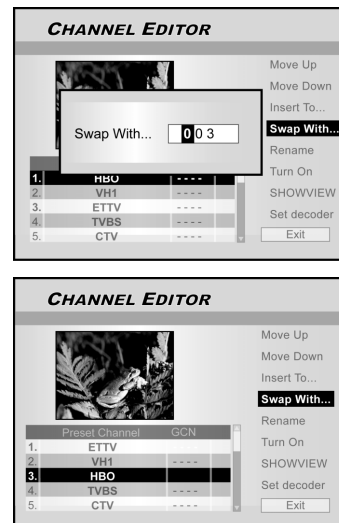 CHANNEL EDITOR
Move Up
Move Down
Insert To...
Swap With...
Rename
Turn On
SHOWVIEW
Set decoder
Exit
Swap With... 0 0 3
1. HBO - - - -
2. VH1 - - - -
3. ETTV - - - -
4. TVBS - - - -
5. CTV - - - -
CHANNEL EDITOR
Move Up
Move Down
Insert To...
Swap With...
Rename
Turn On
SHOWVIEW
Set decoder
Exit
Preset Channel GCN
1. ETTV
2. VH1 - - - -
3. HBO
4. TVBS - - - -
5. CTV - - - -